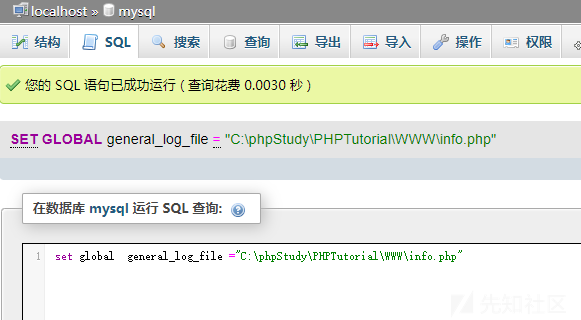 localhost » mysql
结构 SQL 搜索 查询 导出 导入 操作 权限
您的 SQL 语句已成功运行 ( 查询花费 0.0030 秒 )
SET GLOBAL general_log_file = "C:\phpStudy\PHPTutorial\WWW\info.php"
在数据库 mysql 运行 SQL 查询:
1 set global  general_log_file ="C:\phpStudy\PHPTutorial\WWW\info.php"
先知社区